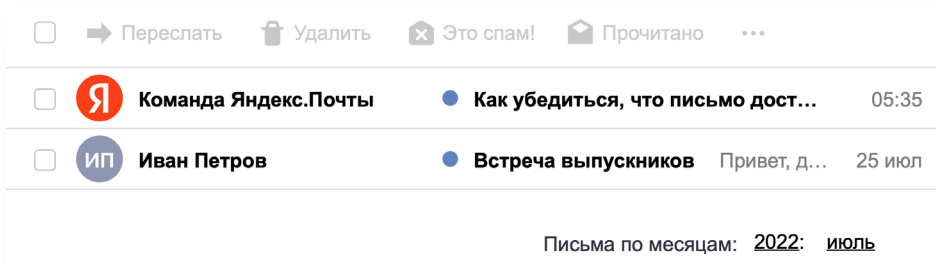 Переслать Удалить Это спам! Прочитано ...
Я Команда Яндекс.Почты Как убедиться, что письмо дост... 05:35
ИП Иван Петров Встреча выпускников Привет, д... 25 июл
Письма по месяцам: 2022: июль